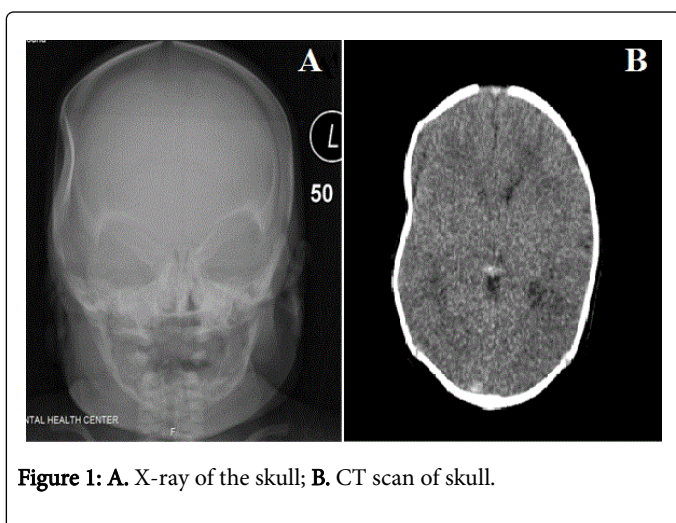 A
B
L
50
NTAL HEALTH CENTER
F
Figure 1: A. X-ray of the skull; B. CT scan of skull.